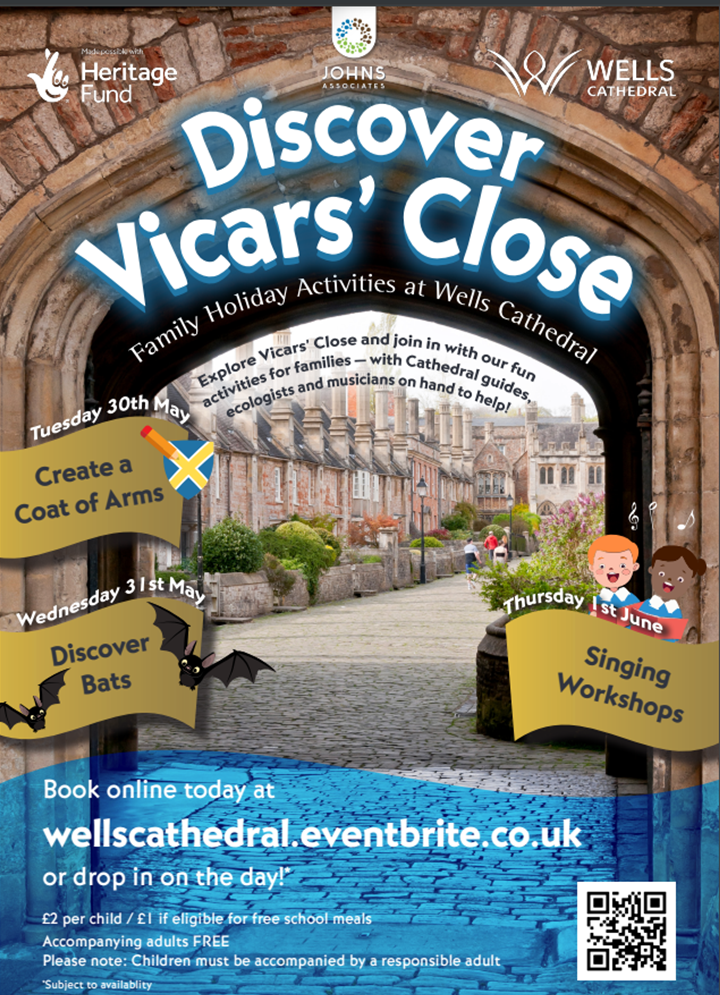 Made possible with
Heritage
Fund
JOHNS
ASSOCIATES
WELLS
CATHEDRAL
Discover
Vicars' Close
Family Holiday Activities at Wells Cathedral
Explore Vicars' Close and join in with our fun
activities for families – with Cathedral guides,
ecologists and musicians on hand to help!
Tuesday 30th May
Create a
Coat of Arms
Wednesday 31st May
Discover
Bats
Thursday 1st June
Singing
Workshops
Book online today at
wellscathedral.eventbrite.co.uk
or drop in on the day!*
£2 per child / £1 if eligible for free school meals
Accompanying adults FREE
Please note: Children must be accompanied by a responsible adult
*Subject to availablity